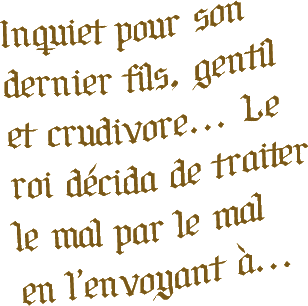 Inquiet pour son
dernier fils, gentil
et crudivore... Le
roi décida de traiter
le mal par le mal
en l'envoyant à...